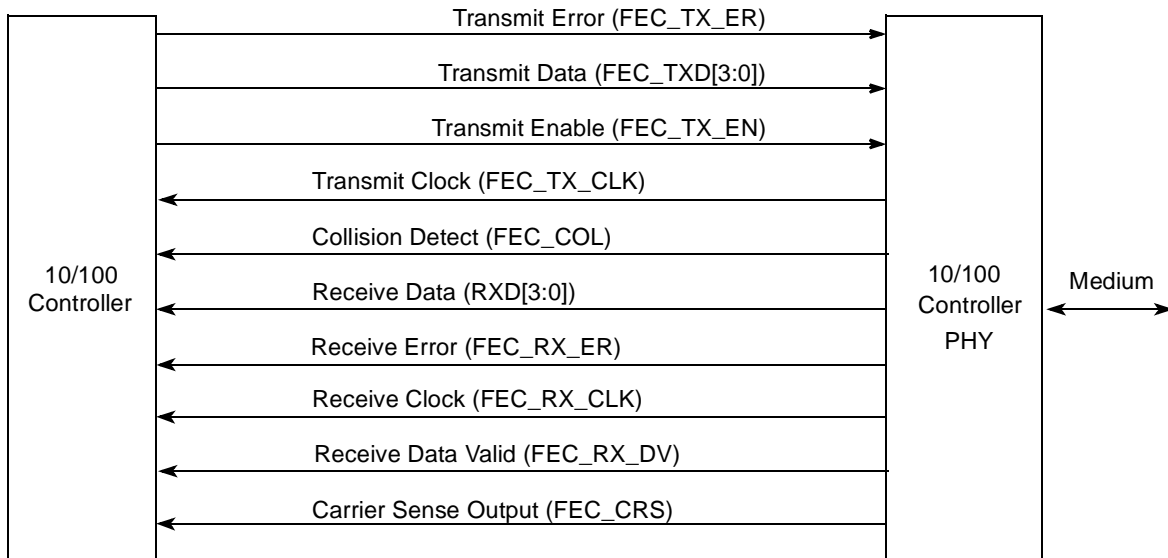 Transmit Error (FEC_TX_ER)
Transmit Data (FEC_TXD[3:0])
Transmit Enable (FEC_TX_EN)
Transmit Clock (FEC_TX_CLK)
Collision Detect (FEC_COL)
10/100
Controller
Receive Data (RXD[3:0])
10/100
Controller
PHY
Medium
Receive Error (FEC_RX_ER)
Receive Clock (FEC_RX_CLK)
Receive Data Valid (FEC_RX_DV)
Carrier Sense Output (FEC_CRS)